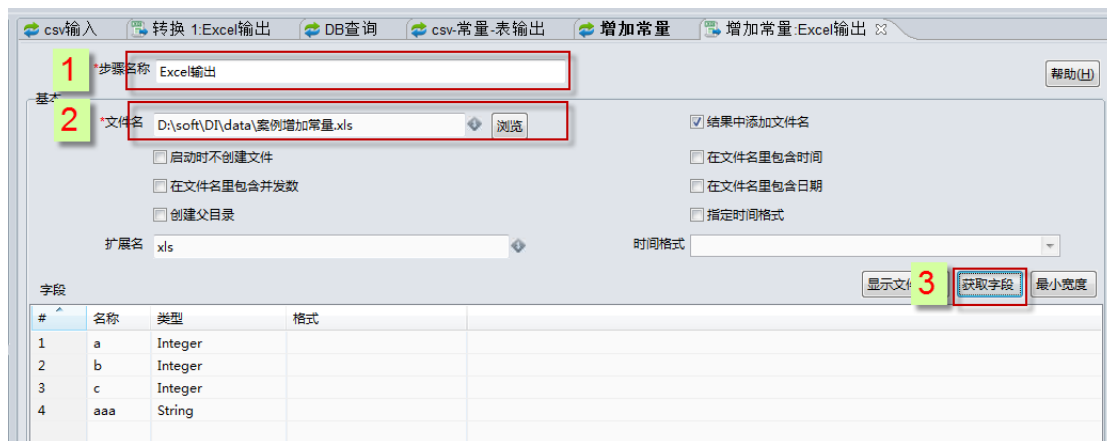 csv输入 转换 1:Excel输出 DB查询 csv-常量-表输出 增加常量 增加常量:Excel输出
1 *步骤名称 Excel输出 帮助(H)
基本
2 *文件名 D:\soft\DI\data\案例增加常量.xls 浏览 结果中添加文件名
启动时不创建文件 在文件名里包含时间
在文件名里包含并发数 在文件名里包含日期
创建父目录 指定时间格式
扩展名 xls 时间格式
显示文 3 获取字段 最小宽度
字段
# 名称 类型 格式
1 a Integer
2 b Integer
3 c Integer
4 aaa String